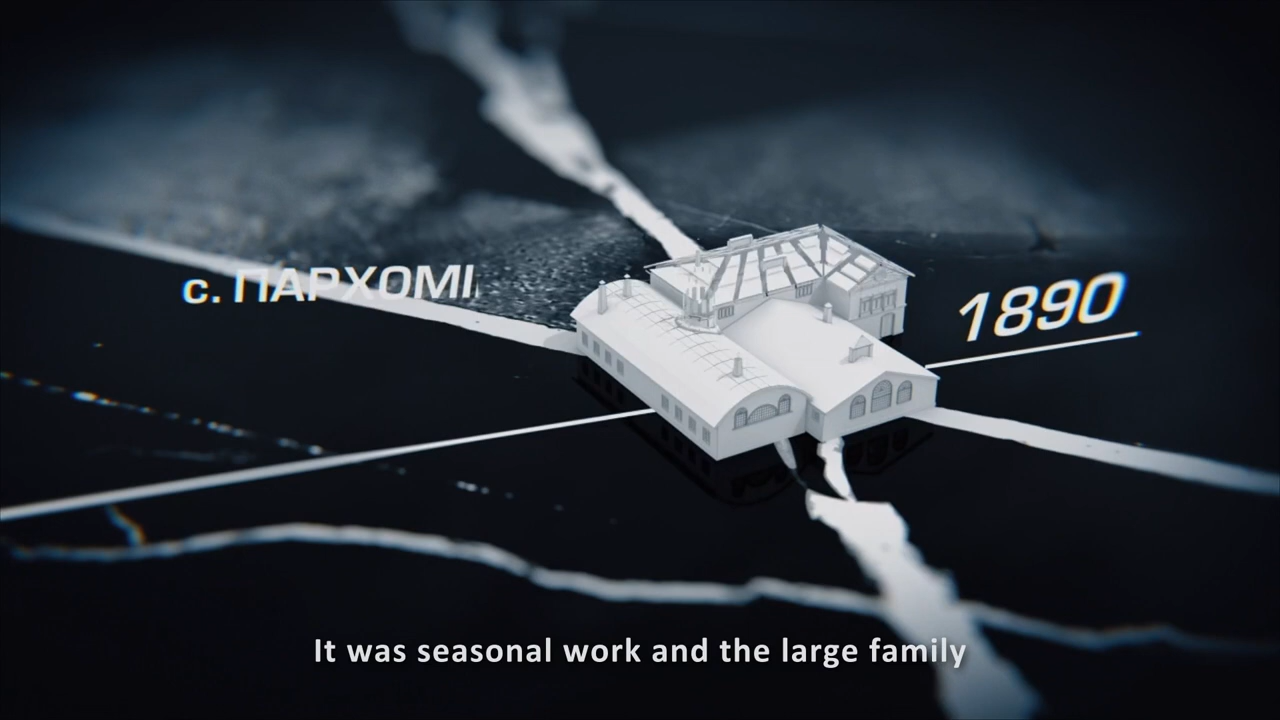 с. ПАРХОМІ
1890
It was seasonal work and the large family